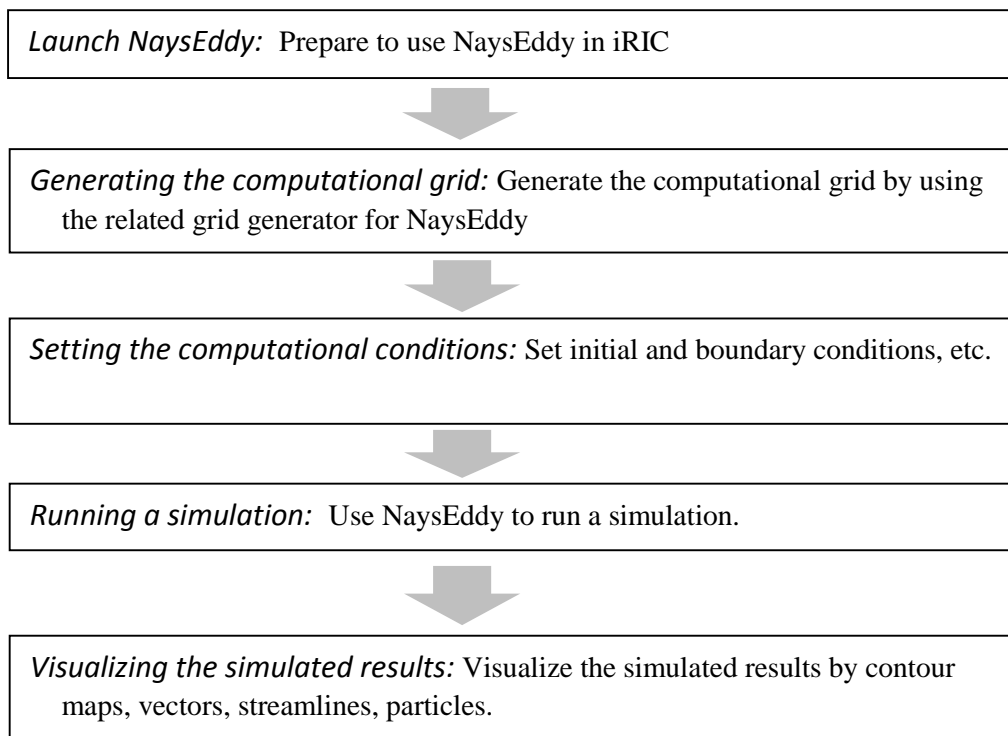 Launch NaysEddy: Prepare to use NaysEddy in iRIC
Generating the computational grid: Generate the computational grid by using
the related grid generator for NaysEddy
Setting the computational conditions: Set initial and boundary conditions, etc.
Running a simulation: Use NaysEddy to run a simulation.
Visualizing the simulated results: Visualize the simulated results by contour
maps, vectors, streamlines, particles.